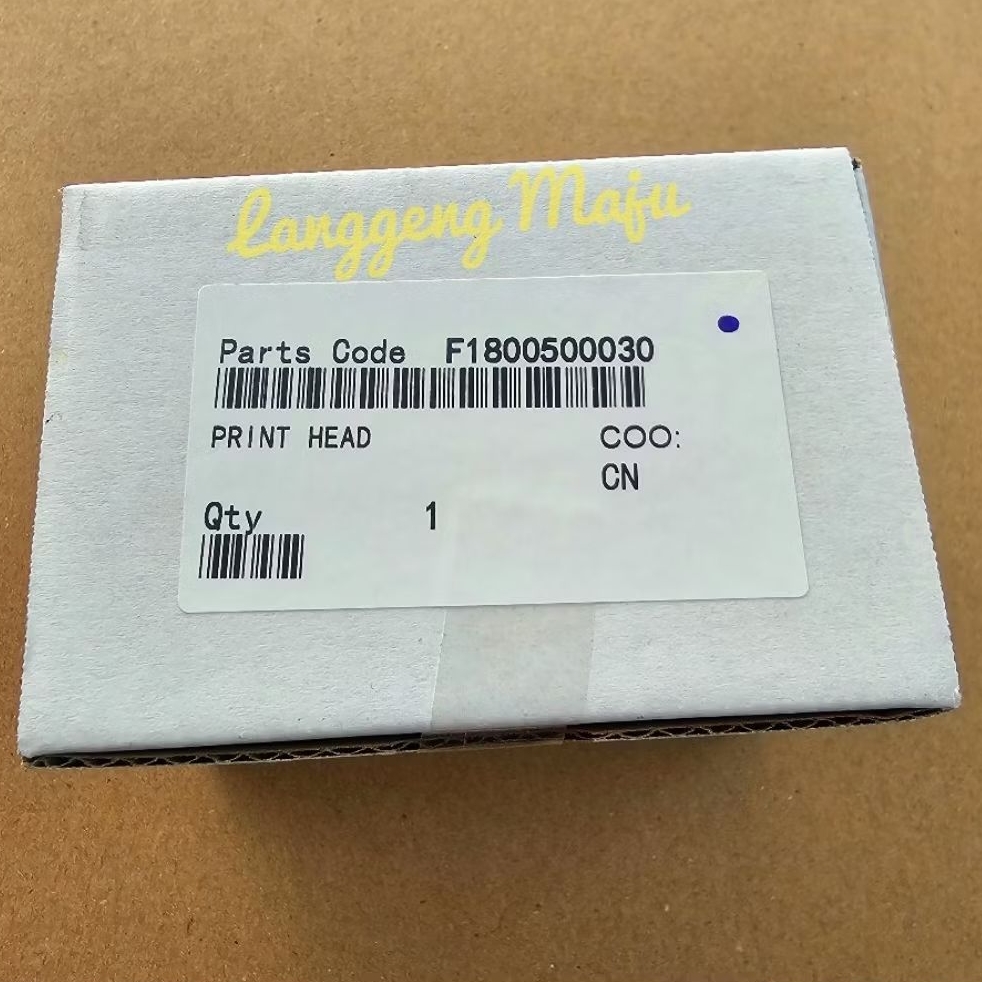 Langgeng Maju
Parts Code F1800500030
PRINT HEAD COO:
CN
Qty 1